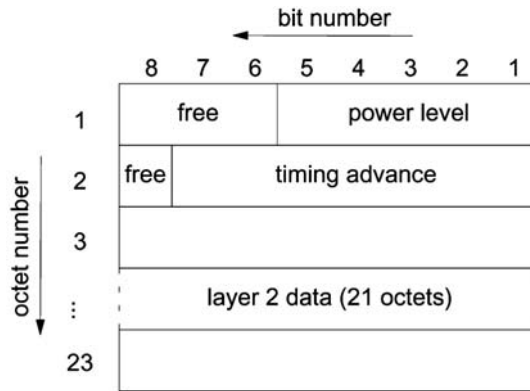 bit number
8 7 6 5 4 3 2 1
1 free power level
2 free timing advance
3
... layer 2 data (21 octets)
23
octet number